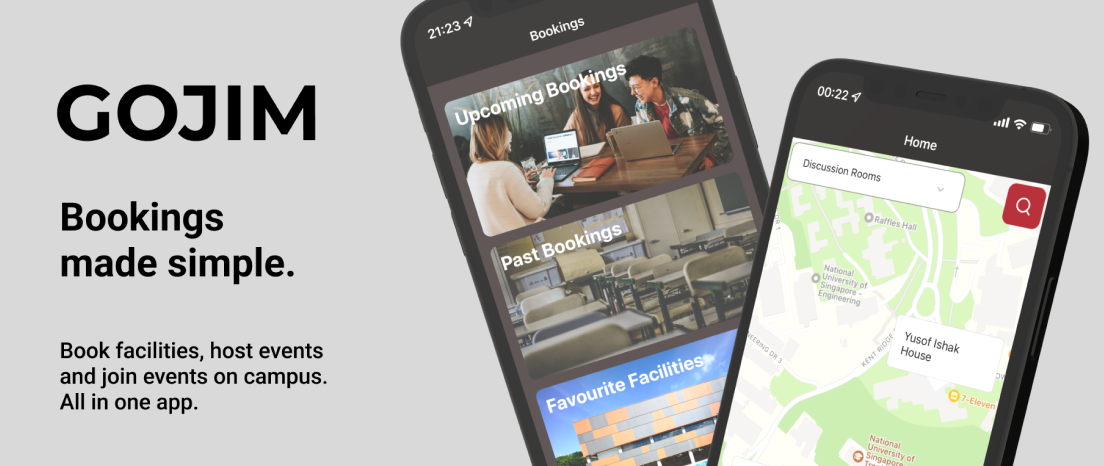 GOJIM
Bookings
made simple.
Book facilities, host events
and join events on campus.
All in one app.
21:23
Bookings
Upcoming Bookings
Past Bookings
Favourite Facilities
00:22
Home
Discussion Rooms
Raffles Hall
National
University of
Singapore -
Engineering
Yusof Ishak
House
KENT RIDGE
7-Eleven
National
University of
Singapore